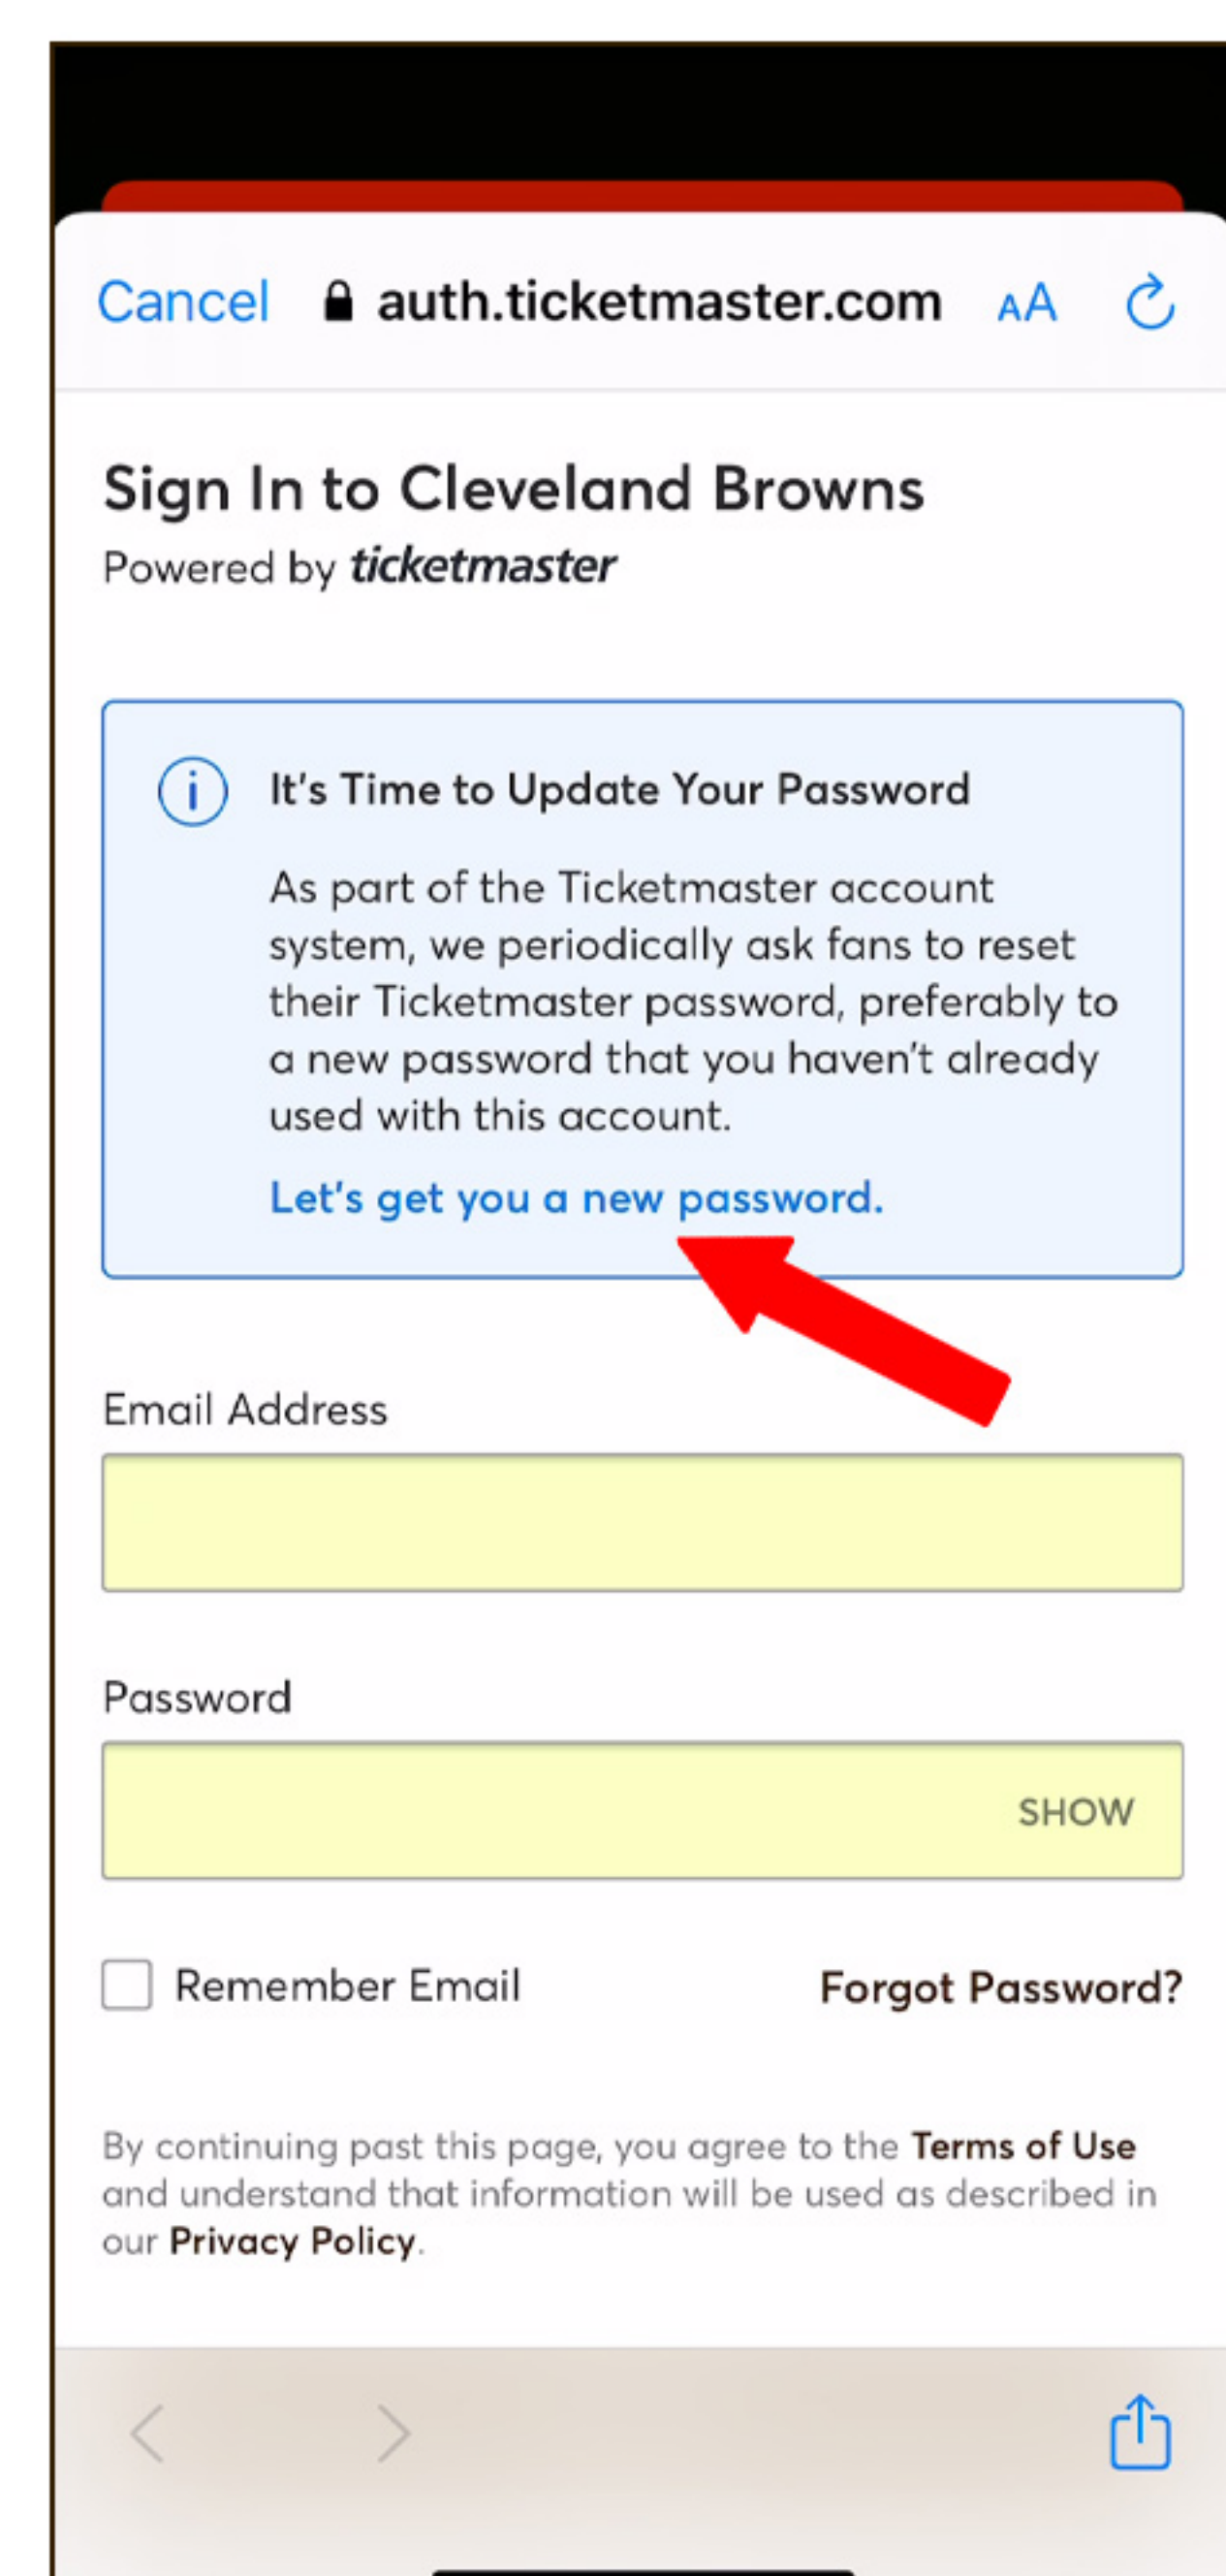 Cancel auth.ticketmaster.com AA
Sign In to Cleveland Browns
Powered by ticketmaster
i It's Time to Update Your Password
As part of the Ticketmaster account
system, we periodically ask fans to reset
their Ticketmaster password, preferably to
a new password that you haven't already
used with this account.
Let's get you a new password.
Email Address
Password
SHOW
Remember Email Forgot Password?
By continuing past this page, you agree to the Terms of Use
and understand that information will be used as described in
our Privacy Policy.